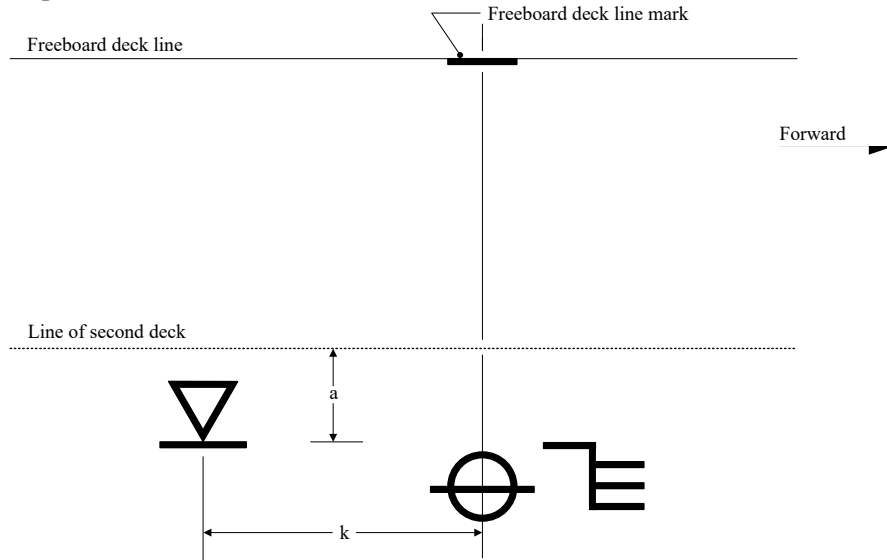 Freeboard deck line mark
Freeboard deck line
Forward
Line of second deck
a
k